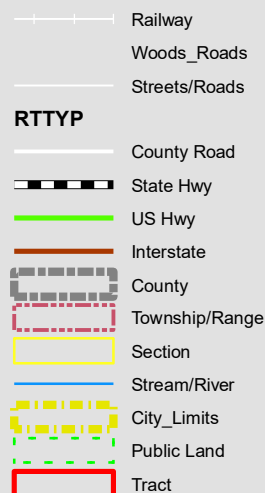 Railway
Woods_Roads
Streets/Roads
RTTYP
County Road
State Hwy
US Hwy
Interstate
County
Township/Range
Section
Stream/River
City_Limits
Public Land
Tract